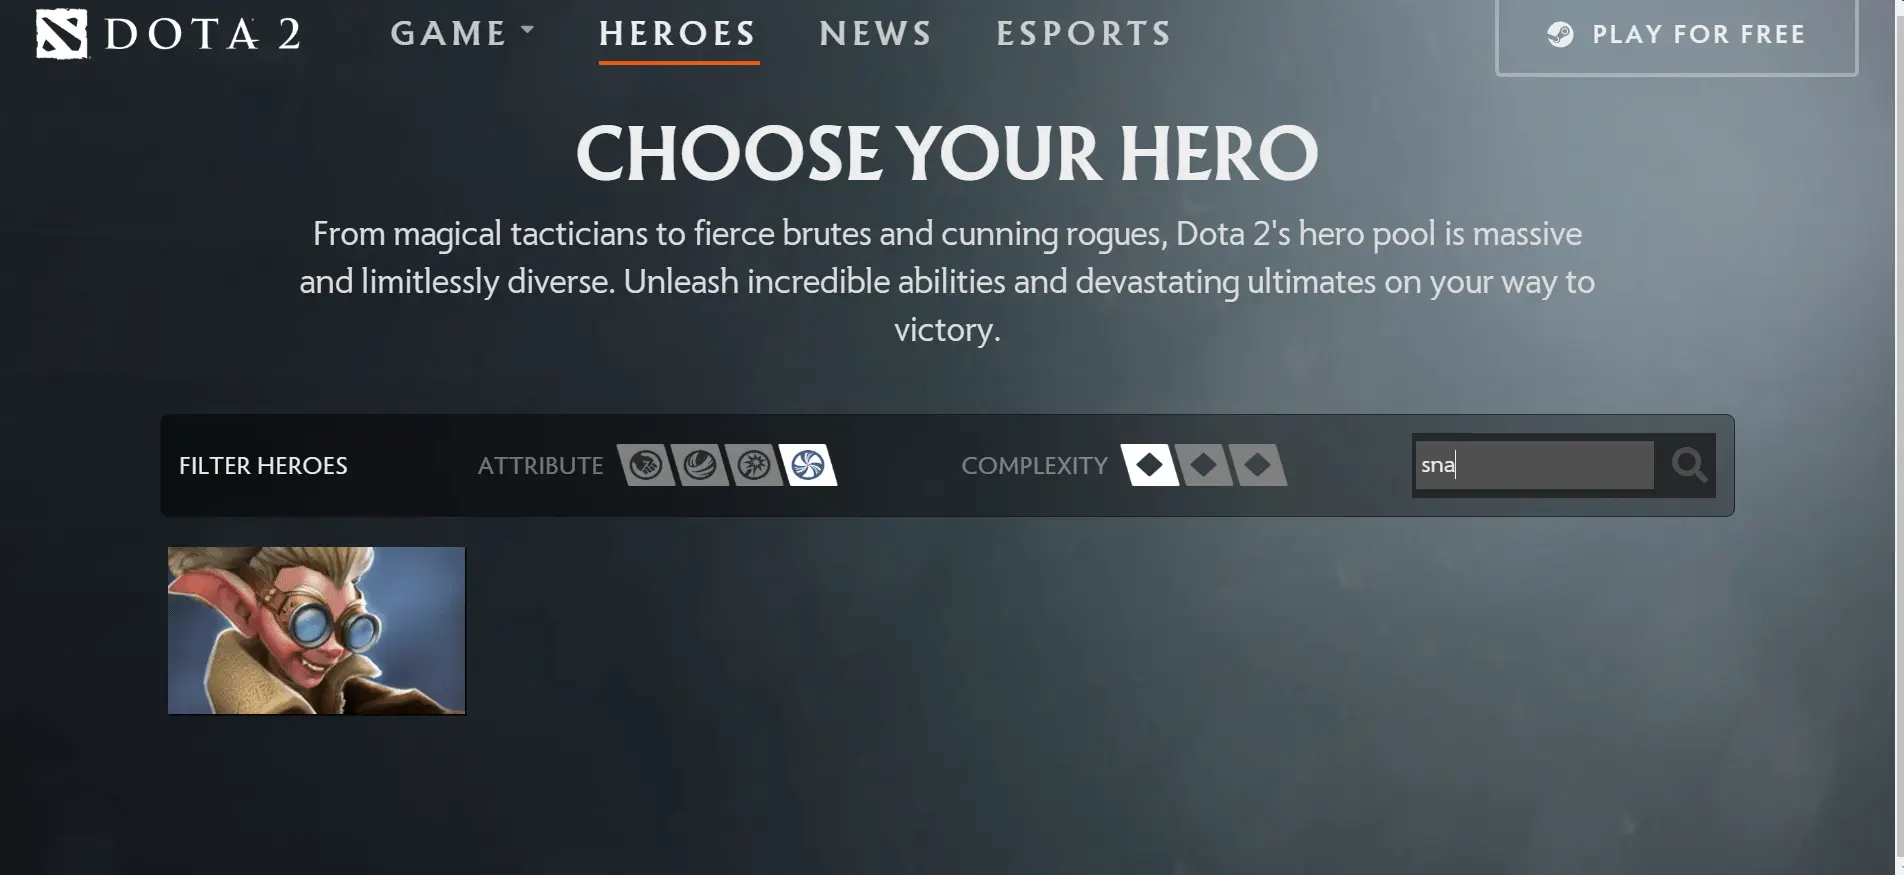 DOTA 2
GAME
HEROES
NEWS
ESPORTS
PLAY FOR FREE
CHOOSE YOUR HERO
From magical tacticians to fierce brutes and cunning rogues, Dota 2's hero pool is massive
and limitlessly diverse. Unleash incredible abilities and devastating ultimates on your way to
victory.
FILTER HEROES
ATTRIBUTE
COMPLEXITY
sna